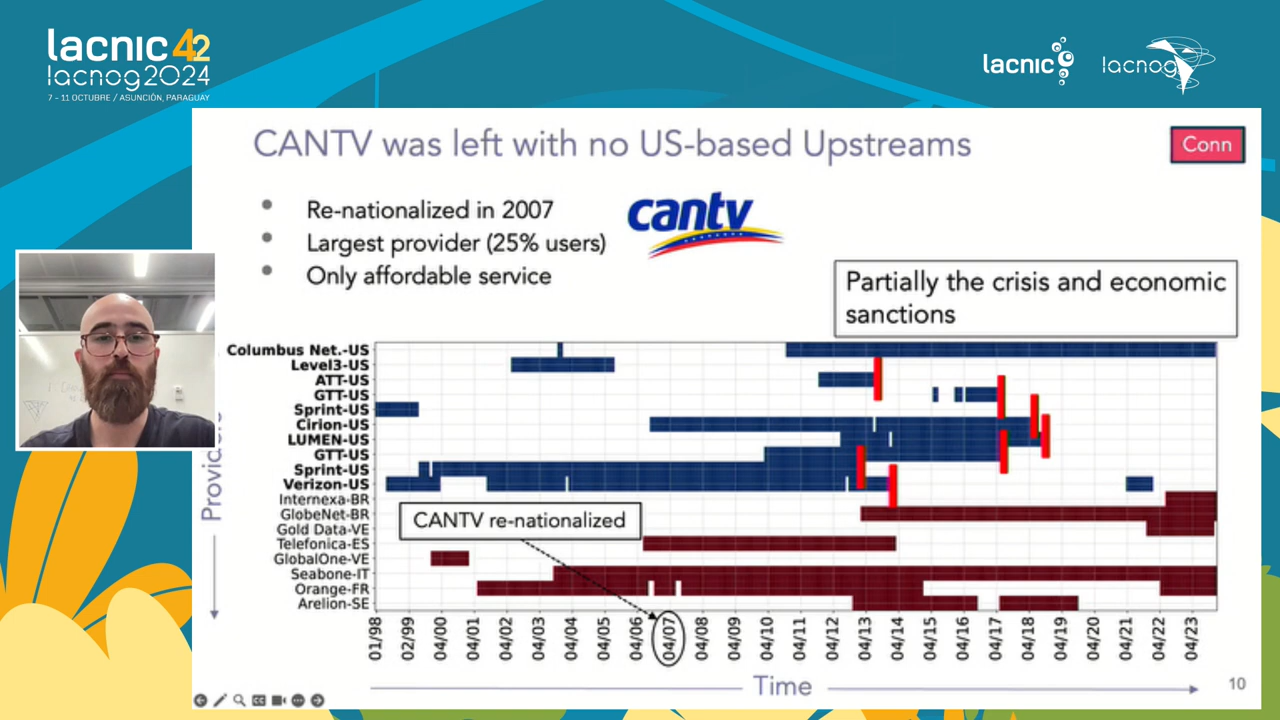 lacnic 42
lacnog2024
7 - 11 OCTUBRE / ASUNCIÓN, PARAGUAY
lacnic
lacnog
CANTV was left with no US-based Upstreams
Conn
Re-nationalized in 2007
Largest provider (25% users)
Only affordable service
cantv
Partially the crisis and economic
sanctions
Columbus Net.-US
Level3-US
ATT-US
GTT-US
Sprint-US
Cirion-US
LUMEN-US
GTT-US
Sprint-US
Verizon-US
Internexa-BR
GlobeNet-BR
Gold Data-VE
Telefonica-ES
GlobalOne-VE
Seabone-IT
Orange-FR
Arelion-SE
CANTV re-nationalized
01/98
02/99
04/00
04/01
04/02
04/03
04/04
04/05
04/06
04/07
04/08
04/09
04/10
04/11
04/12
04/13
04/14
04/15
04/16
04/17
04/18
04/19
04/20
04/21
04/22
04/23
Time
10
CC